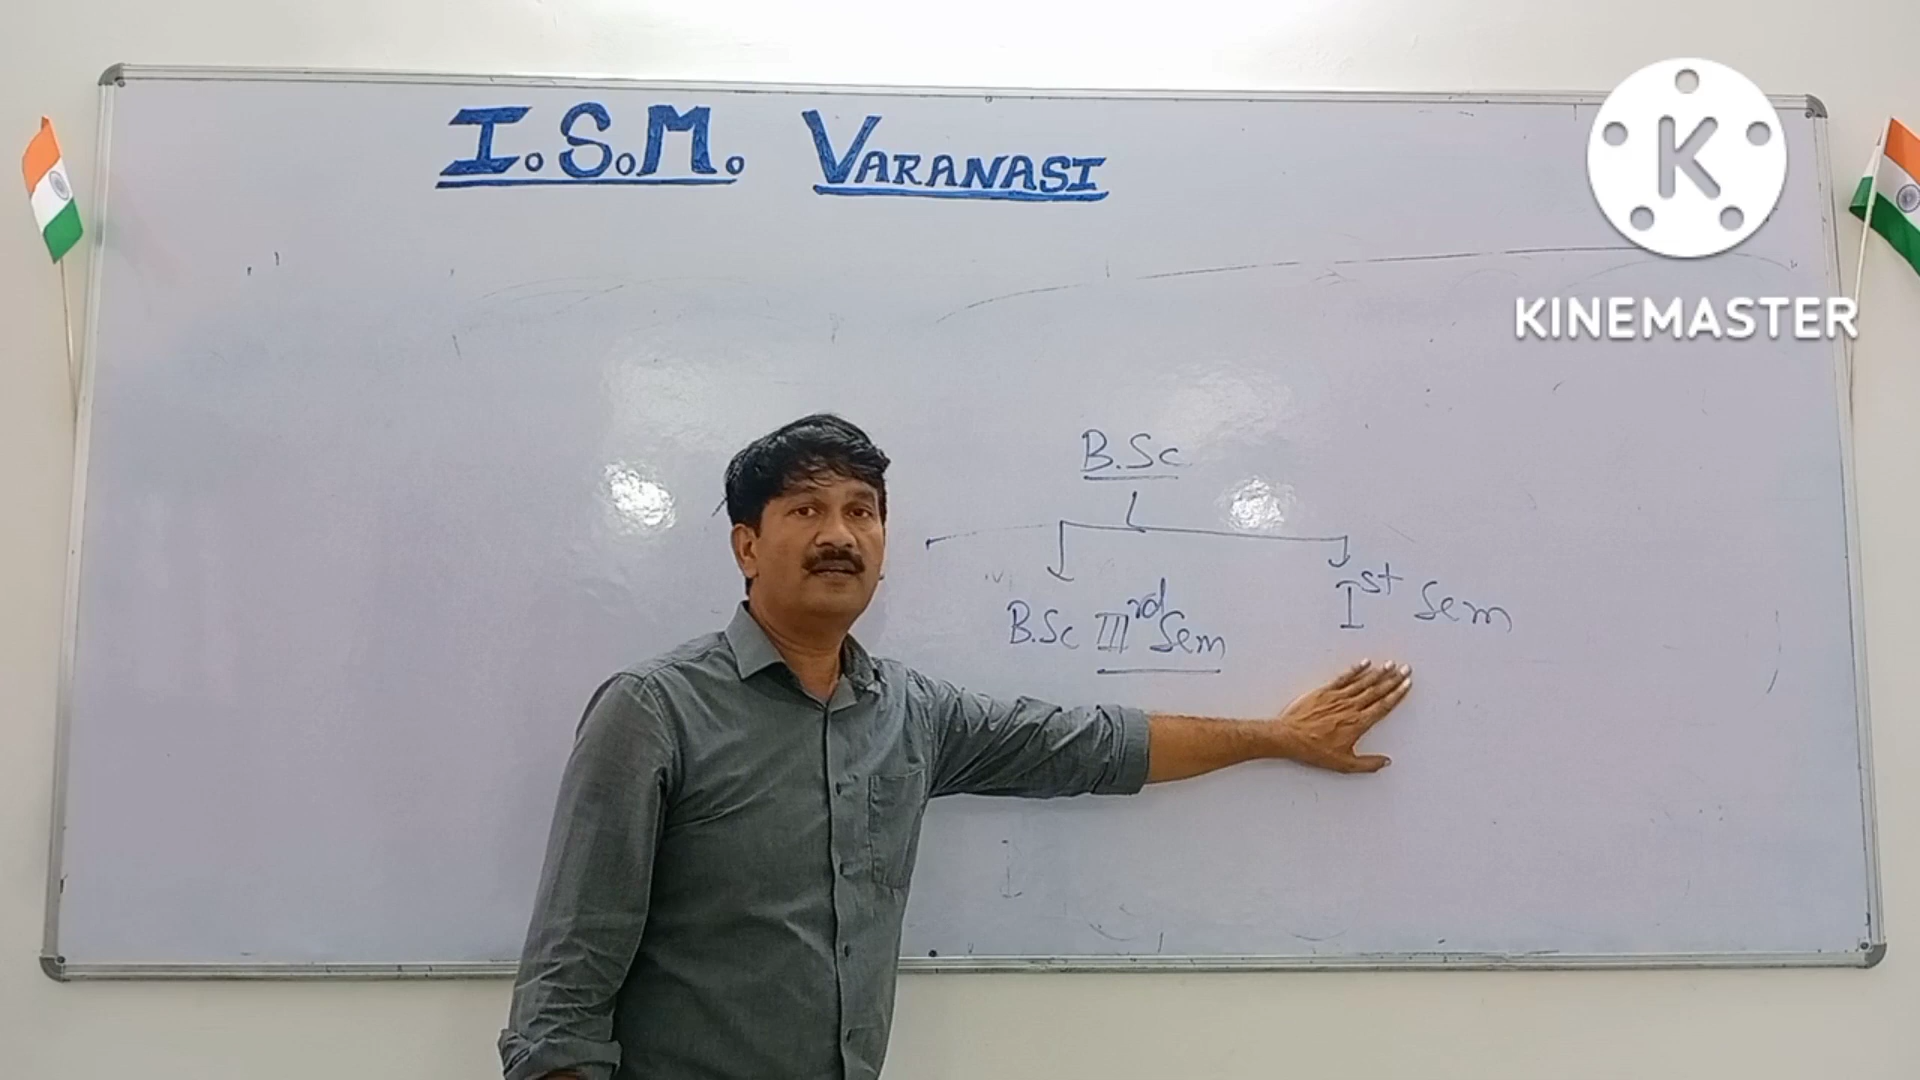 I.S.M. VARANASI
K
KINEMASTER
B.Sc
B.Sc IIIrd Sem
Ist Sem